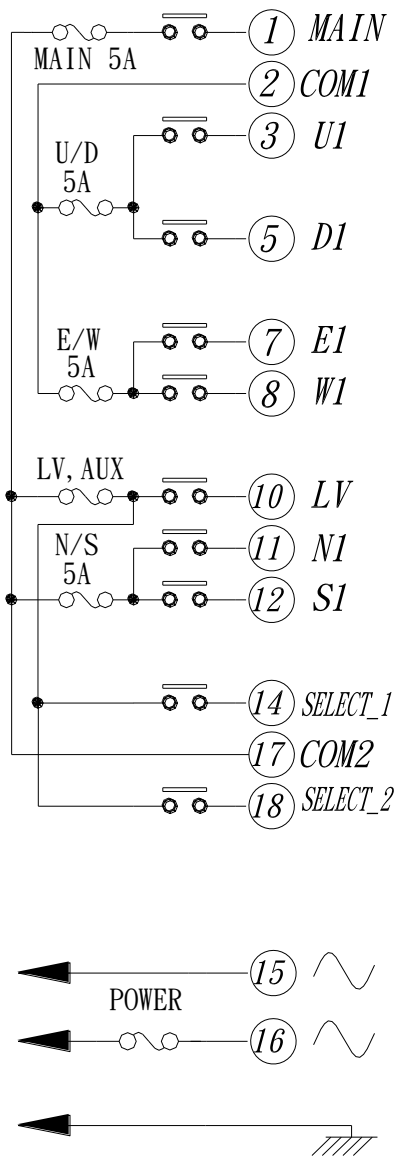 1 MAIN
MAIN 5A
2 COM1
3 U1
U/D
5A
5 D1
7 E1
E/W
5A
8 W1
LV, AUX
10 LV
11 N1
N/S
5A
12 S1
14 SELECT_1
17 COM2
18 SELECT_2
15
POWER
16